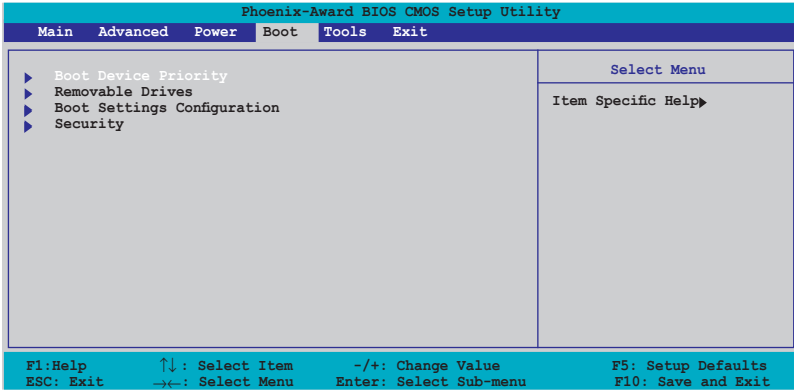 Phoenix-Award BIOS CMOS Setup Utility
Main Advanced Power Boot Tools Exit
Boot Device Priority
Removable Drives
Boot Settings Configuration
Security
Select Menu
Item Specific Help
F1:Help ↑↓: Select Item -/+: Change Value F5: Setup Defaults
ESC: Exit →←: Select Menu Enter: Select Sub-menu F10: Save and Exit